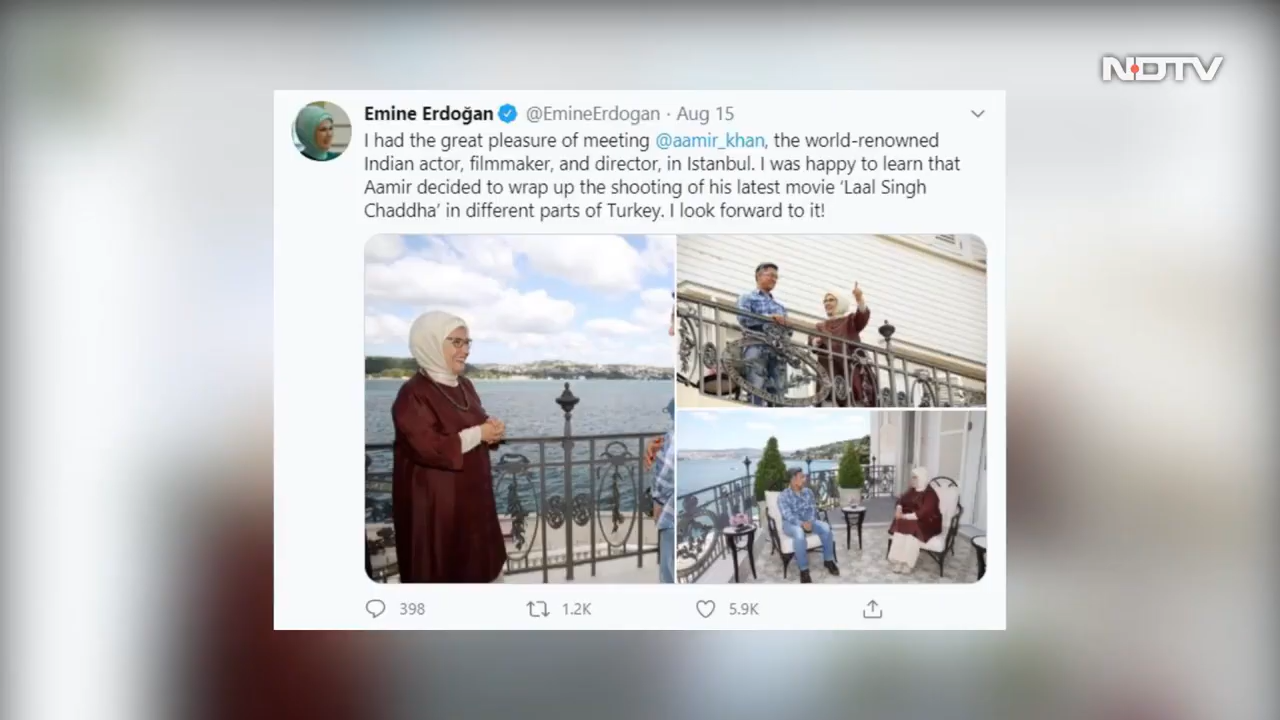 NDTV
Emine Erdoğan @EmineErdogan · Aug 15
I had the great pleasure of meeting @aamir_khan, the world-renowned
Indian actor, filmmaker, and director, in Istanbul. I was happy to learn that
Aamir decided to wrap up the shooting of his latest movie ‘Laal Singh
Chaddha’ in different parts of Turkey. I look forward to it!
398 1.2K 5.9K